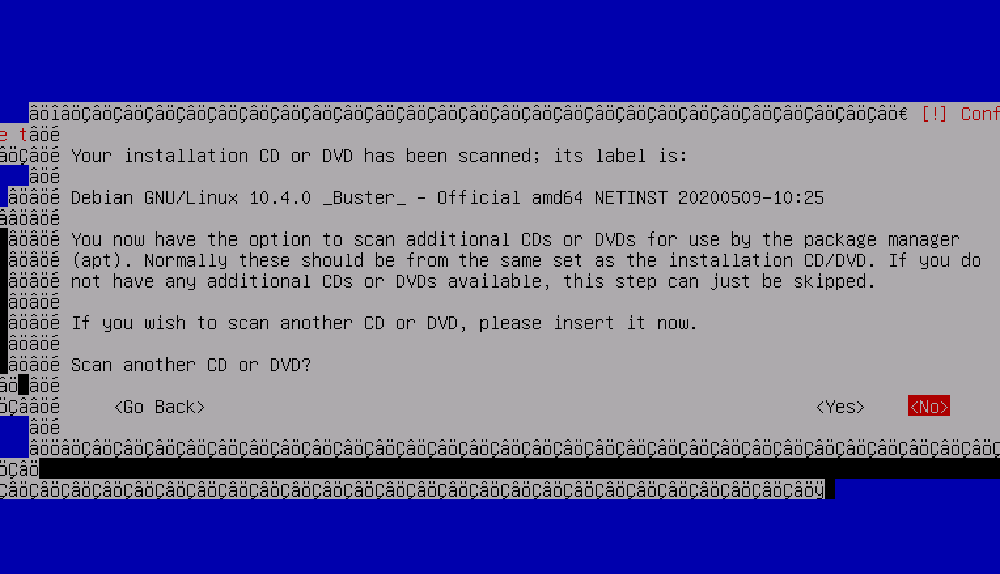 âöìâöÇâöÇâöÇâöÇâöÇâöÇâöÇâöÇâöÇâöÇâöÇâöÇâöÇâöÇâöÇâöÇâöÇâöÇâöÇâöÇâöÇâöÇâöÇâöÇâöÇâöÇâö€ [!] Conf
e tâöé
âöÇâöé Your installation CD or DVD has been scanned; its label is:
âöé
âöâöé Debian GNU/Linux 10.4.0 _Buster_ - Official amd64 NETINST 20200509-10:25
ââöâöé
âöâöé You now have the option to scan additional CDs or DVDs for use by the package manager
âöâöé (apt). Normally these should be from the same set as the installation CD/DVD. If you do
âöâöé not have any additional CDs or DVDs available, this step can just be skipped.
âöâöé
âöâöé If you wish to scan another CD or DVD, please insert it now.
âöâöé
âöâöé Scan another CD or DVD?
âö âöé
öÇââöé <Go Back> <Yes> <No>
âöé
âööâöÇâöÇâöÇâöÇâöÇâöÇâöÇâöÇâöÇâöÇâöÇâöÇâöÇâöÇâöÇâöÇâöÇâöÇâöÇâöÇâöÇâöÇâöÇâöÇâöÇâöÇâöÇâöÇâöÇâöÇ
öÇâö
ÇâöÇâöÇâöÇâöÇâöÇâöÇâöÇâöÇâöÇâöÇâöÇâöÇâöÇâöÇâöÇâöÇâöÇâöÇâöÇâöÇâöÇâöÇâöÇâöÇâöÇâöÿ